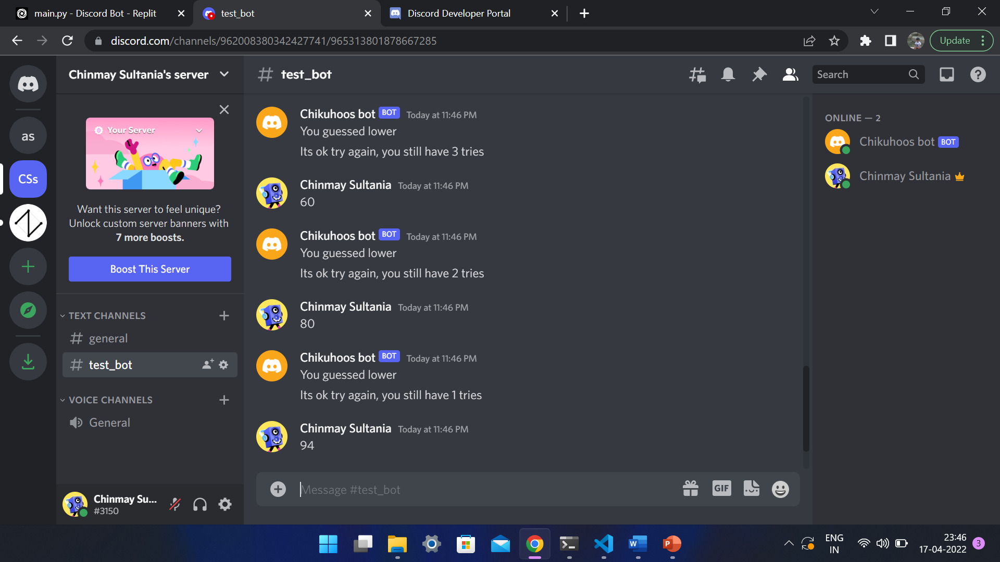 main.py - Discord Bot - Replit
test_bot
Discord Developer Portal
discord.com/channels/962008380342427741/965313801878667285
Update
Chinmay Sultania's server
test_bot
Search
as
CSs
Your Server
Want this server to feel unique?
Unlock custom server banners with
7 more boosts.
Boost This Server
TEXT CHANNELS
general
test_bot
VOICE CHANNELS
General
Chinmay Su...
#3150
Chikuhoos bot BOT Today at 11:46 PM
You guessed lower
Its ok try again, you still have 3 tries
Chinmay Sultania Today at 11:46 PM
60
Chikuhoos bot BOT Today at 11:46 PM
You guessed lower
Its ok try again, you still have 2 tries
Chinmay Sultania Today at 11:46 PM
80
Chikuhoos bot BOT Today at 11:46 PM
You guessed lower
Its ok try again, you still have 1 tries
Chinmay Sultania Today at 11:46 PM
94
Message #test_bot
GIF
ONLINE — 2
Chikuhoos bot BOT
Chinmay Sultania
W
P
ENG
IN
23:46
17-04-2022
3